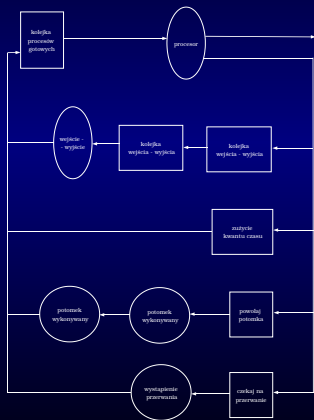 kolejka
procesów
gotowych
procesor
wejście -
- wyjście
kolejka
wejścia - wyjścia
kolejka
wejścia - wyjścia
zużycie
kwantu czasu
potomek
wykonywany
potomek
wykonywany
powołaj
potomka
wystąpienie
przerwania
czekaj na
przerwanie